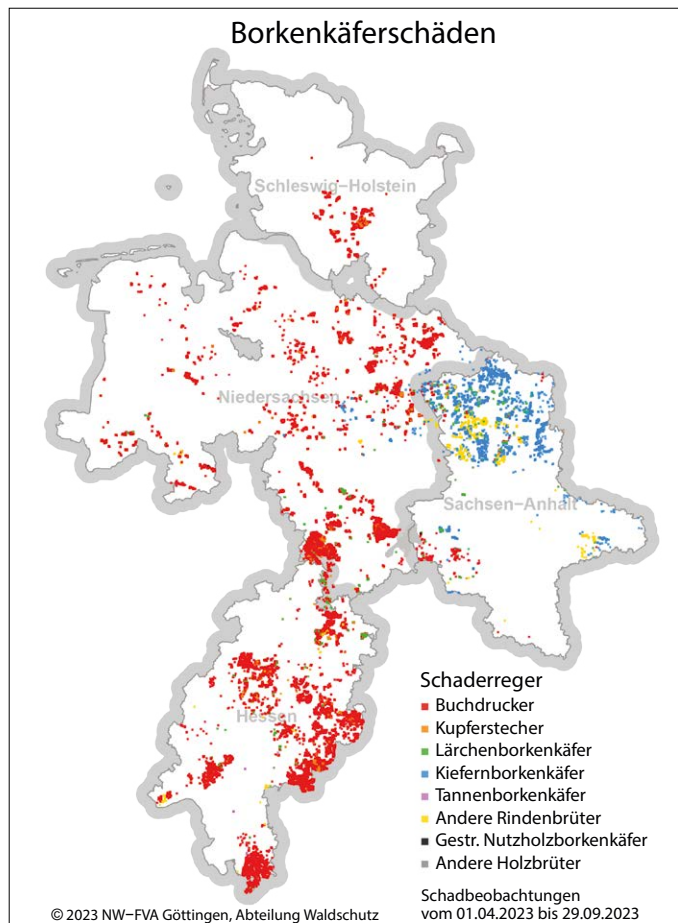 Borkenkäferschäden
Schleswig−Holstein
Niedersachsen
Sachsen−Anhalt
Hessen
Schaderreger
Buchdrucker
Kupferstecher
Lärchenborkenkäfer
Kiefernborkenkäfer
Tannenborkenkäfer
Andere Rindenbrüter
Gestr. Nutzholzborkenkäfer
Andere Holzbrüter
Schadbeobachtungen
vom 01.04.2023 bis 29.09.2023
© 2023 NW−FVA Göttingen, Abteilung Waldschutz